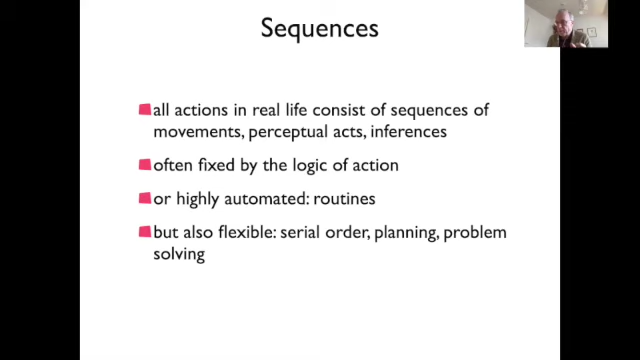 Sequences
all actions in real life consist of sequences of
movements, perceptual acts, inferences
often fixed by the logic of action
or highly automated: routines
but also flexible: serial order, planning, problem
solving